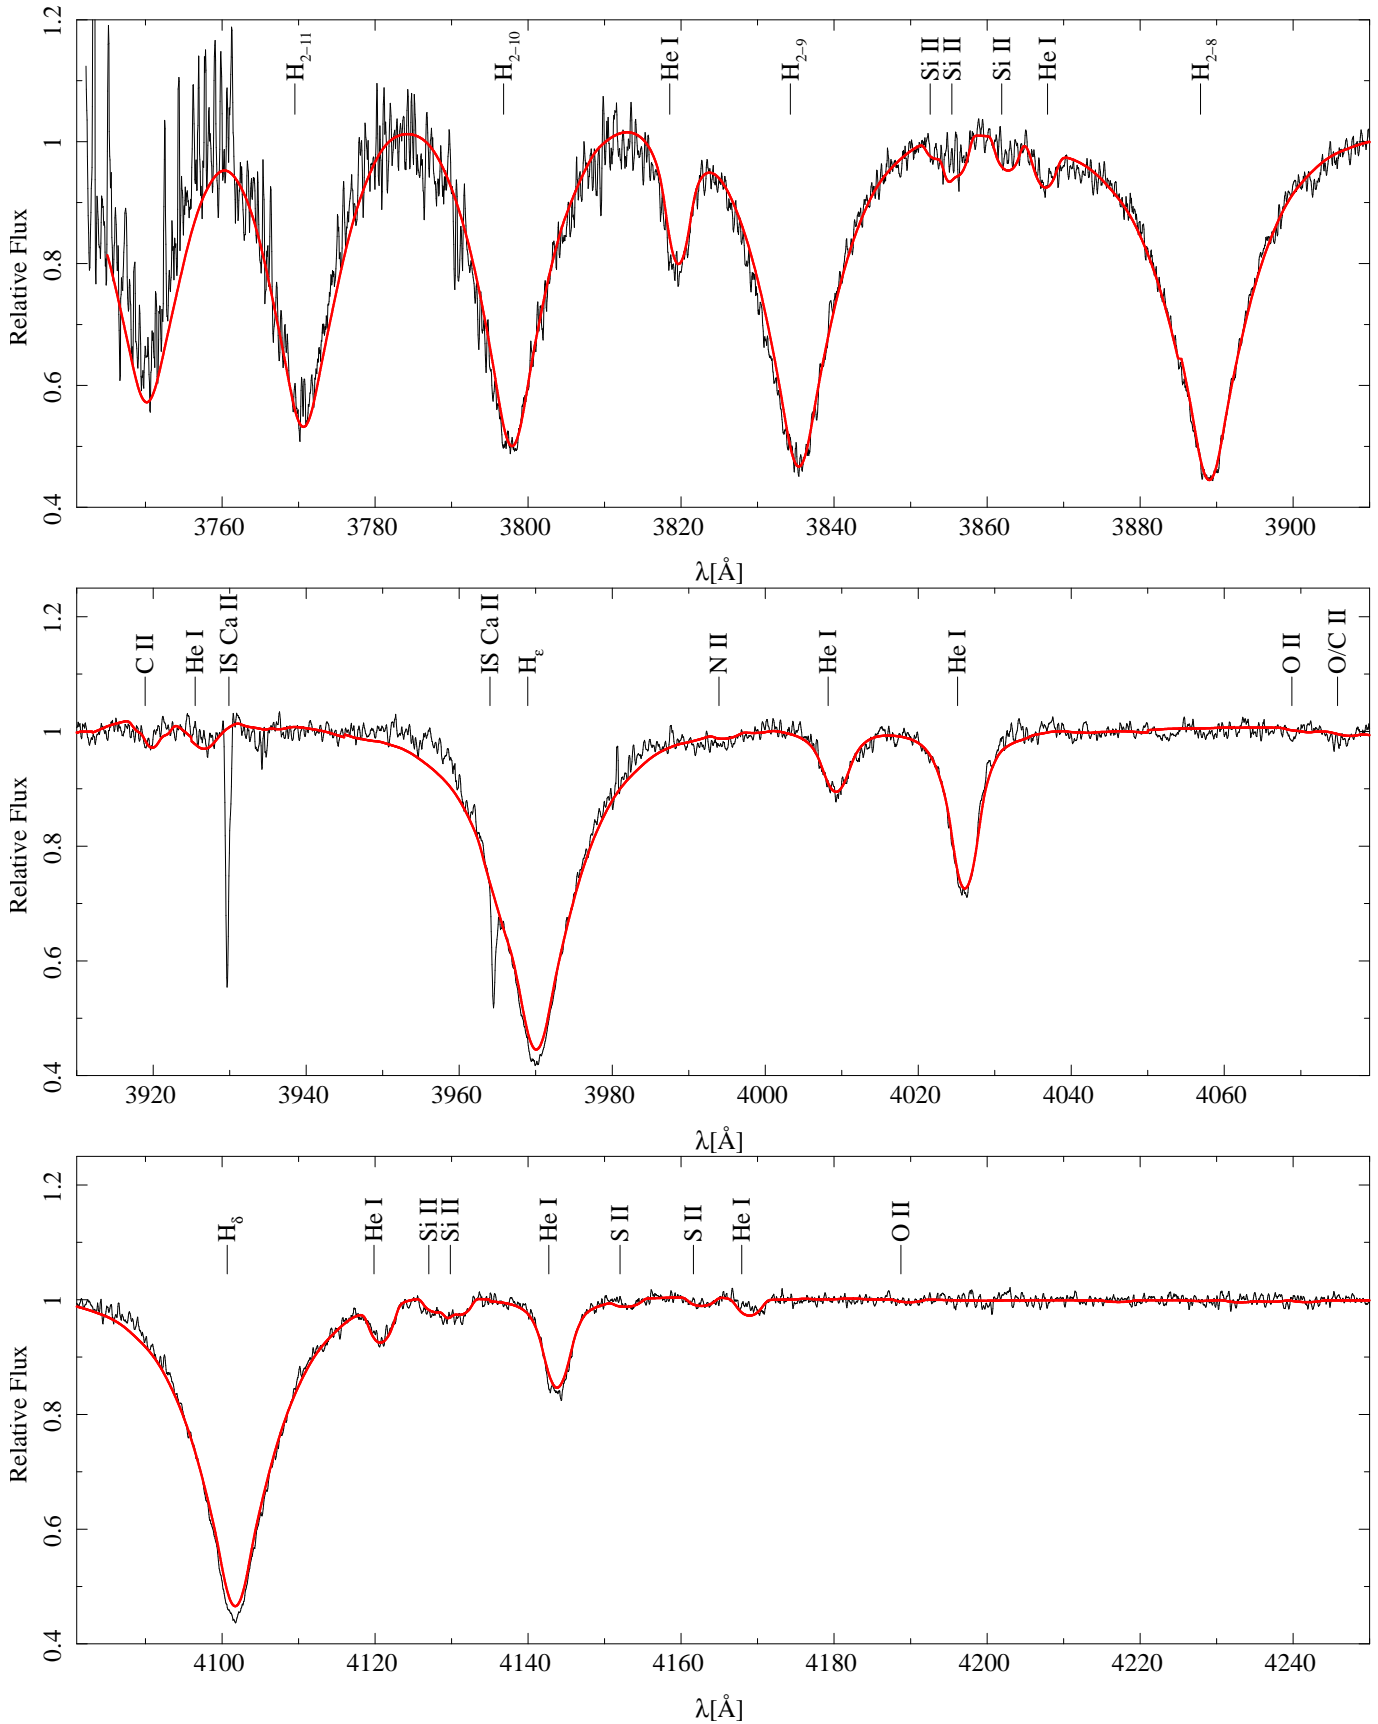 H₂₋₁₁ H₂₋₁₀ He I H₂₋₉ Si II Si II Si II He I H₂₋₈
Relative Flux
1.2
1
0.8
0.6
0.4
3760 3780 3800 3820 3840 3860 3880 3900
λ[Å]
C II He I IS Ca II IS Ca II Hε N II He I He I O II O/C II
Relative Flux
1.2
1
0.8
0.6
0.4
3920 3940 3960 3980 4000 4020 4040 4060
λ[Å]
Hδ He I Si II Si II He I S II S II He I O II
Relative Flux
1.2
1
0.8
0.6
0.4
4100 4120 4140 4160 4180 4200 4220 4240
λ[Å]